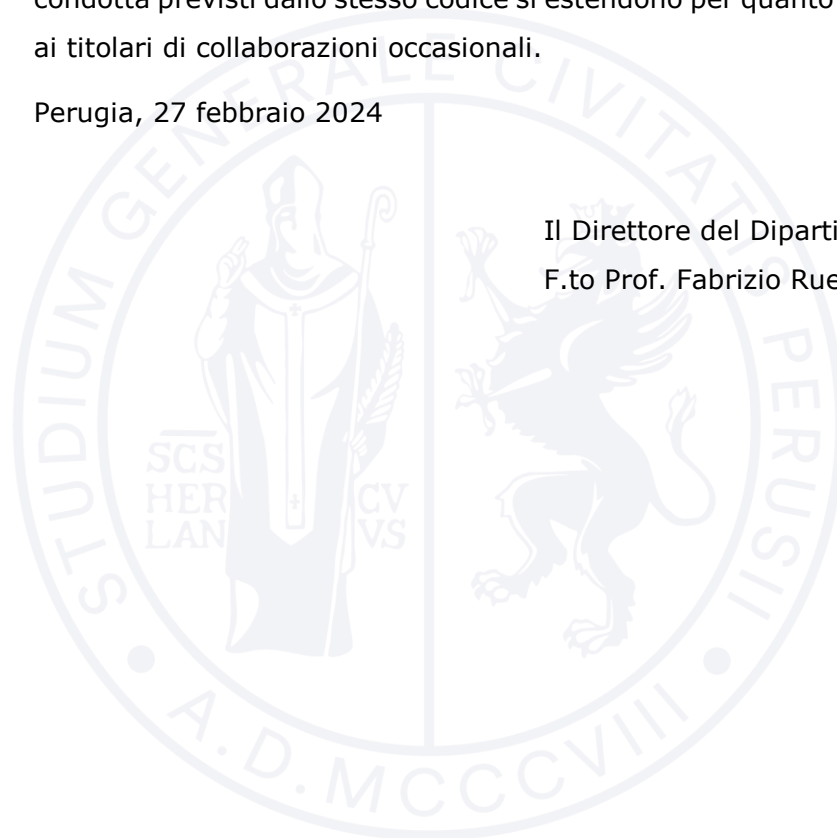 condotta previsti dallo stesso codice si estendono per quanto
ai titolari di collaborazioni occasionali.
Perugia, 27 febbraio 2024
Il Direttore del Diparti
F.to Prof. Fabrizio Rue
STUDIUM GENERALE CIVITATIS PERUSII
SCS
HER
LAN
CV
VS
A.D. MCCCVIII